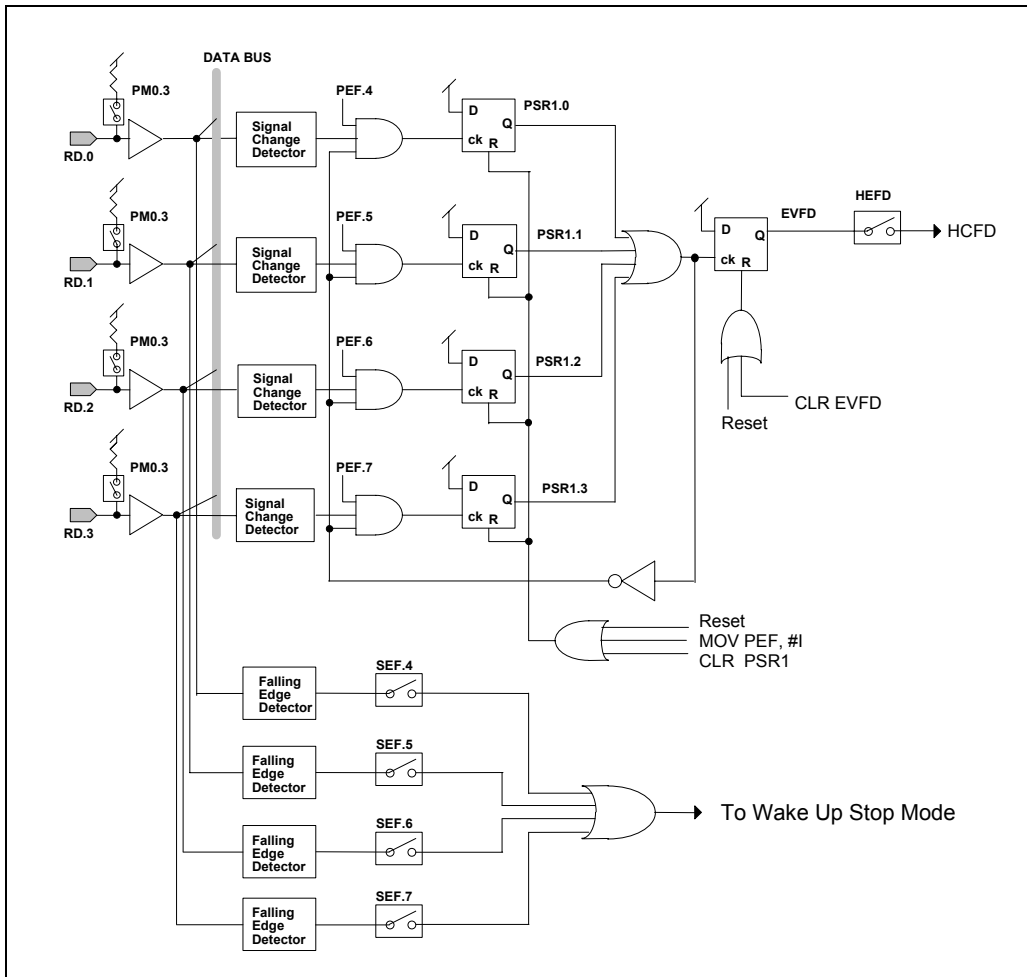 DATA BUS
PM0.3
PEF.4
D
PSR1.0
Signal
Change
Detector
Q
ck
R
RD.0
PM0.3
PEF.5
D
PSR1.1
Signal
Change
Detector
Q
ck
R
RD.1
EVFD
HEFD
D
Q
ck
R
HCFD
PM0.3
PEF.6
D
PSR1.2
Signal
Change
Detector
Q
ck
R
RD.2
CLR EVFD
Reset
PM0.3
PEF.7
D
PSR1.3
Signal
Change
Detector
Q
ck
R
RD.3
Reset
MOV PEF, #I
CLR PSR1
SEF.4
Falling
Edge
Detector
SEF.5
Falling
Edge
Detector
To Wake Up Stop Mode
SEF.6
Falling
Edge
Detector
SEF.7
Falling
Edge
Detector